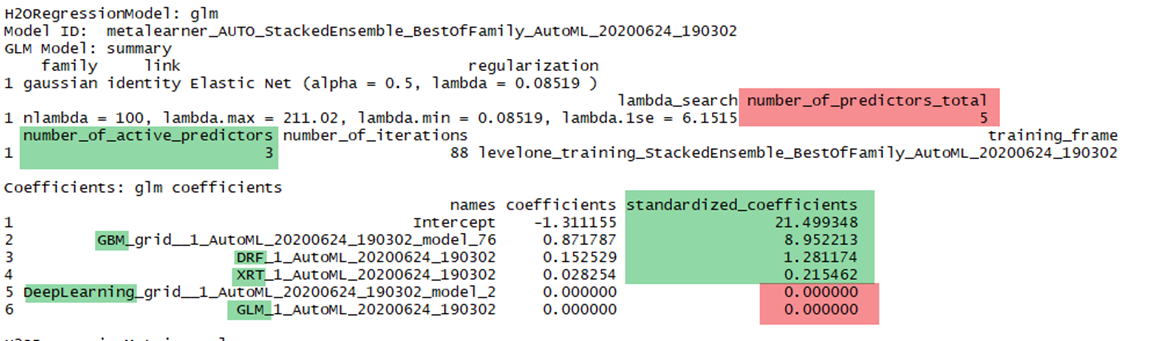 H2ORegressionModel: glm
Model ID:  metalearner_AUTO_StackedEnsemble_BestOfFamily_AutoML_20200624_190302
GLM Model: summary
family     link                                regularization
1 gaussian identity Elastic Net (alpha = 0.5, lambda = 0.08519 )
lambda_search number_of_predictors_total
1 nlambda = 100, lambda.max = 211.02, lambda.min = 0.08519, lambda.1se = 6.1515                          5
number_of_active_predictors number_of_iterations                                                            training_frame
1                           3                   88 levelone_training_StackedEnsemble_BestOfFamily_AutoML_20200624_190302
Coefficients: glm coefficients
names coefficients standardized_coefficients
1                                              Intercept    -1.311155                 21.499348
2          GBM_grid__1_AutoML_20200624_190302_model_76     0.871787                  8.952213
3                          DRF_1_AutoML_20200624_190302     0.152529                  1.281174
4                          XRT_1_AutoML_20200624_190302     0.028254                  0.215462
5 DeepLearning_grid__1_AutoML_20200624_190302_model_2     0.000000                  0.000000
6                          GLM_1_AutoML_20200624_190302     0.000000                  0.000000